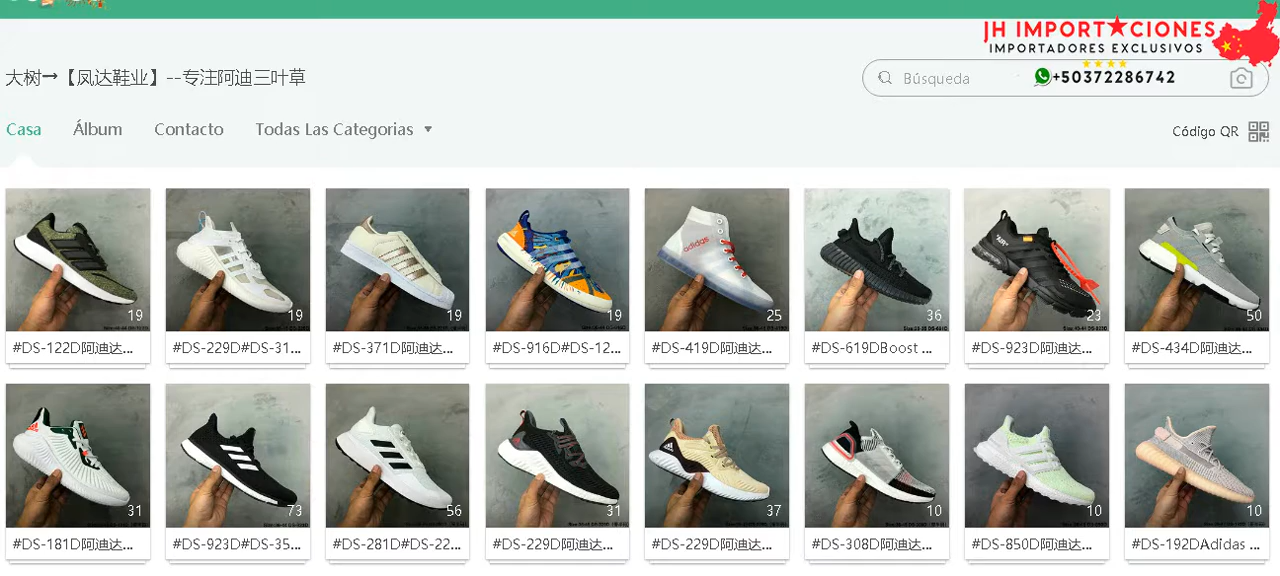 JH IMPORT★CIONES
IMPORTADORES EXCLUSIVOS
大树→【凤达鞋业】--专注阿迪三叶草
Búsqueda
+50372286742
Casa Álbum Contacto Todas Las Categorias
Código QR
19 19 19 19 25 36 23 50
#DS-122D阿迪达... #DS-229D#DS-31... #DS-371D阿迪达... #DS-916D#DS-12... #DS-419D阿迪达... #DS-619DBoost ... #DS-923D阿迪达... #DS-434D阿迪达...
adidas
"AIR"
31 73 56 31 37 10 10 10
#DS-181D阿迪达... #DS-923D#DS-35... #DS-281D#DS-22... #DS-229D阿迪达... #DS-229D阿迪达... #DS-308D阿迪达... #DS-850D阿迪达... #DS-192DAdidas ...